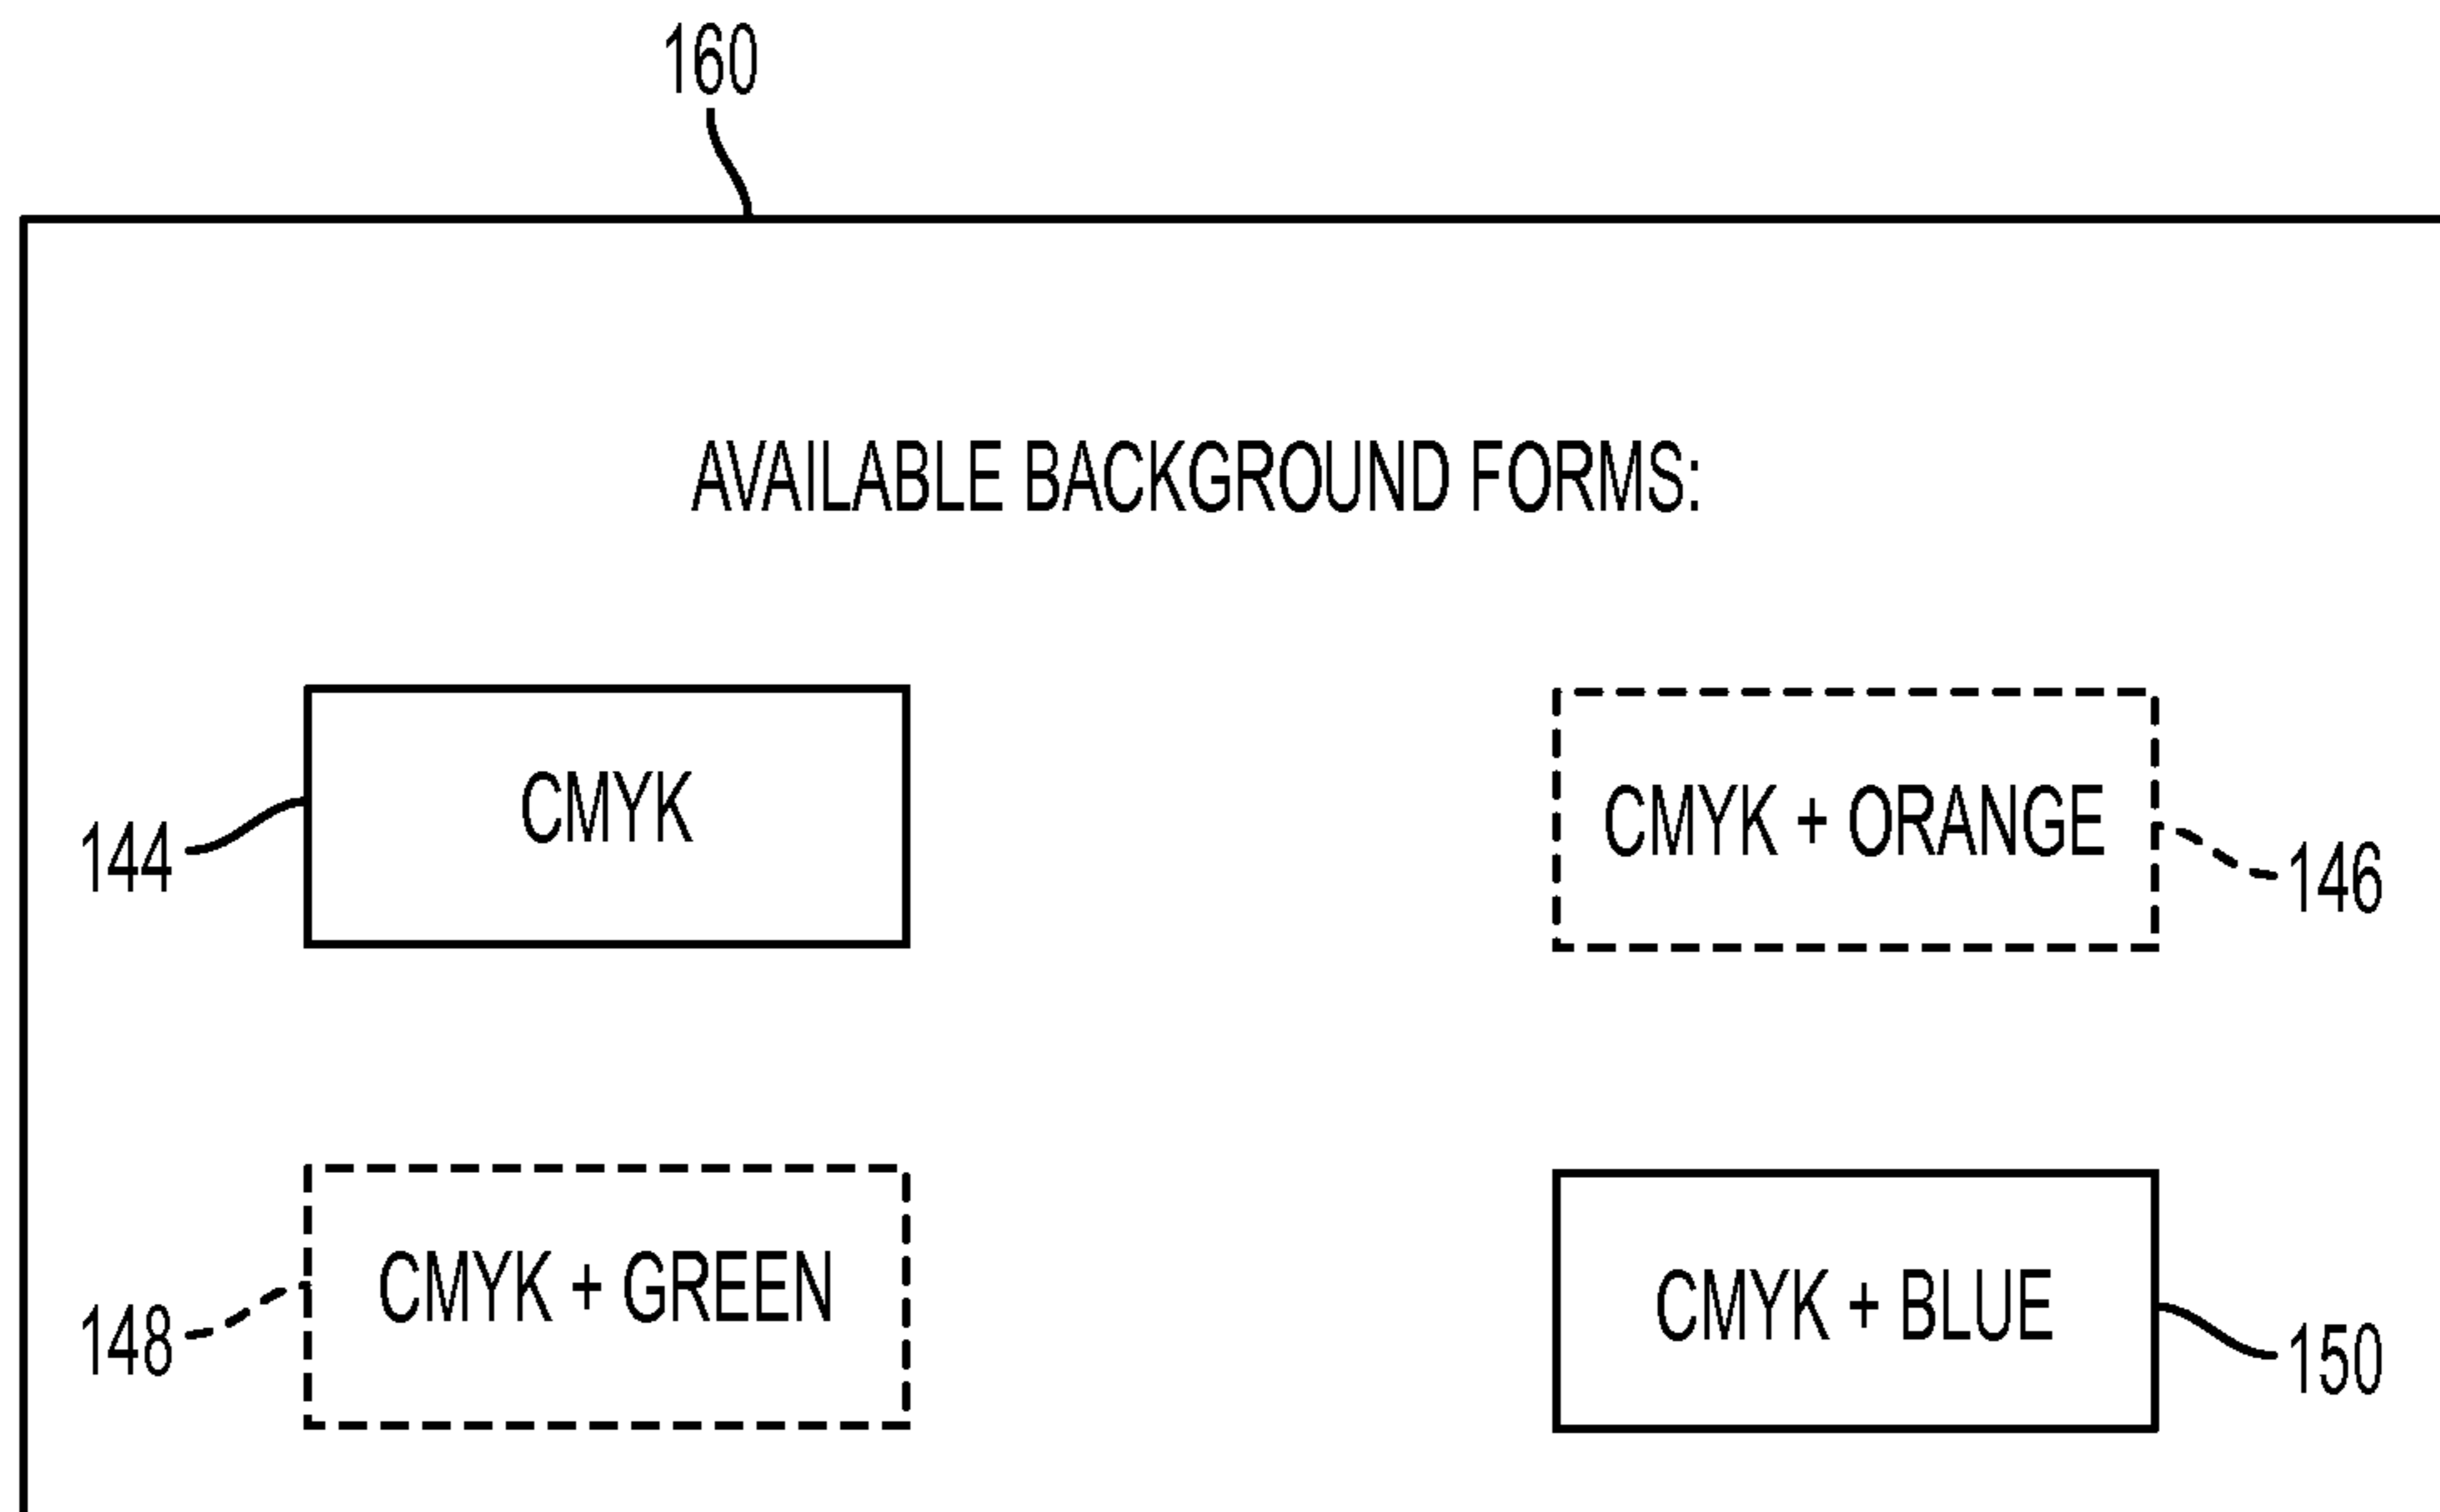 160
AVAILABLE BACKGROUND FORMS:
CMYK
CMYK + ORANGE
144
146
CMYK + GREEN
CMYK + BLUE
148
150